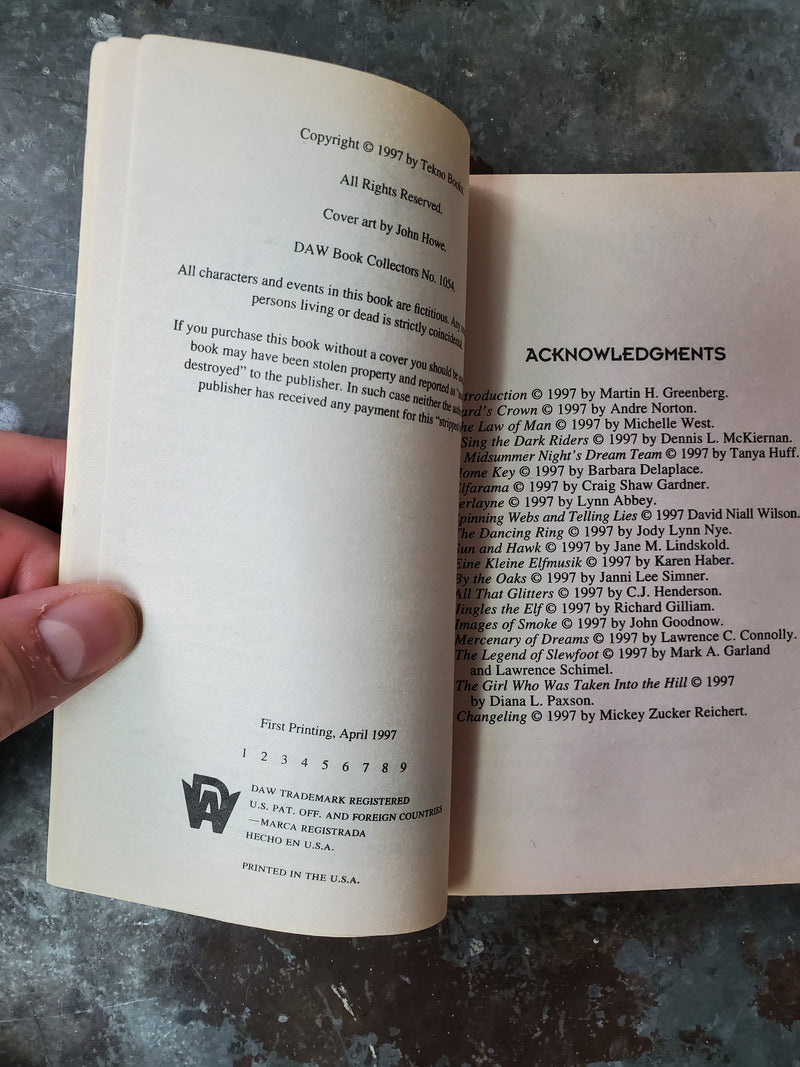 Copyright © 1997 by Tekno Books.
All Rights Reserved.
Cover art by John Howe.
DAW Book Collectors No. 1054.
All characters and events in this book are fictitious. Any
persons living or dead is strictly coincidental.
If you purchase this book without a cover you should be
book may have been stolen property and reported as
destroyed” to the publisher. In such case neither the
publisher has received any payment for this “stripped
First Printing, April 1997
1 2 3 4 5 6 7 8 9
DAW
DAW TRADEMARK REGISTERED
U.S. PAT. OFF. AND FOREIGN COUNTRIES
—MARCA REGISTRADA
HECHO EN U.S.A.
PRINTED IN THE U.S.A.
ACKNOWLEDGMENTS
© 1997 by Martin H. Greenberg.
Crown © 1997 by Andre Norton.
Law of Man © 1997 by Michelle West.
Sing the Dark Riders © 1997 by Dennis L. McKiernan.
Midsummer Night's Dream Team © 1997 by Tanya Huff.
Key © 1997 by Barbara Delaplace.
© 1997 by Craig Shaw Gardner.
© 1997 by Lynn Abbey.
Webs and Telling Lies © 1997 David Niall Wilson.
The Dancing Ring © 1997 by Jody Lynn Nye.
and Hawk © 1997 by Jane M. Lindskold.
Eine Kleine Elfmusik © 1997 by Karen Haber.
By the Oaks © 1997 by Janni Lee Simner.
All That Glitters © 1997 by C.J. Henderson.
Jingles the Elf © 1997 by Richard Gilliam.
Images of Smoke © 1997 by John Goodnow.
Mercenary of Dreams © 1997 by Lawrence C. Connolly.
The Legend of Slewfoot © 1997 by Mark A. Garland
and Lawrence Schimel.
The Girl Who Was Taken Into the Hill © 1997
by Diana L. Paxson.
Changeling © 1997 by Mickey Zucker Reichert.